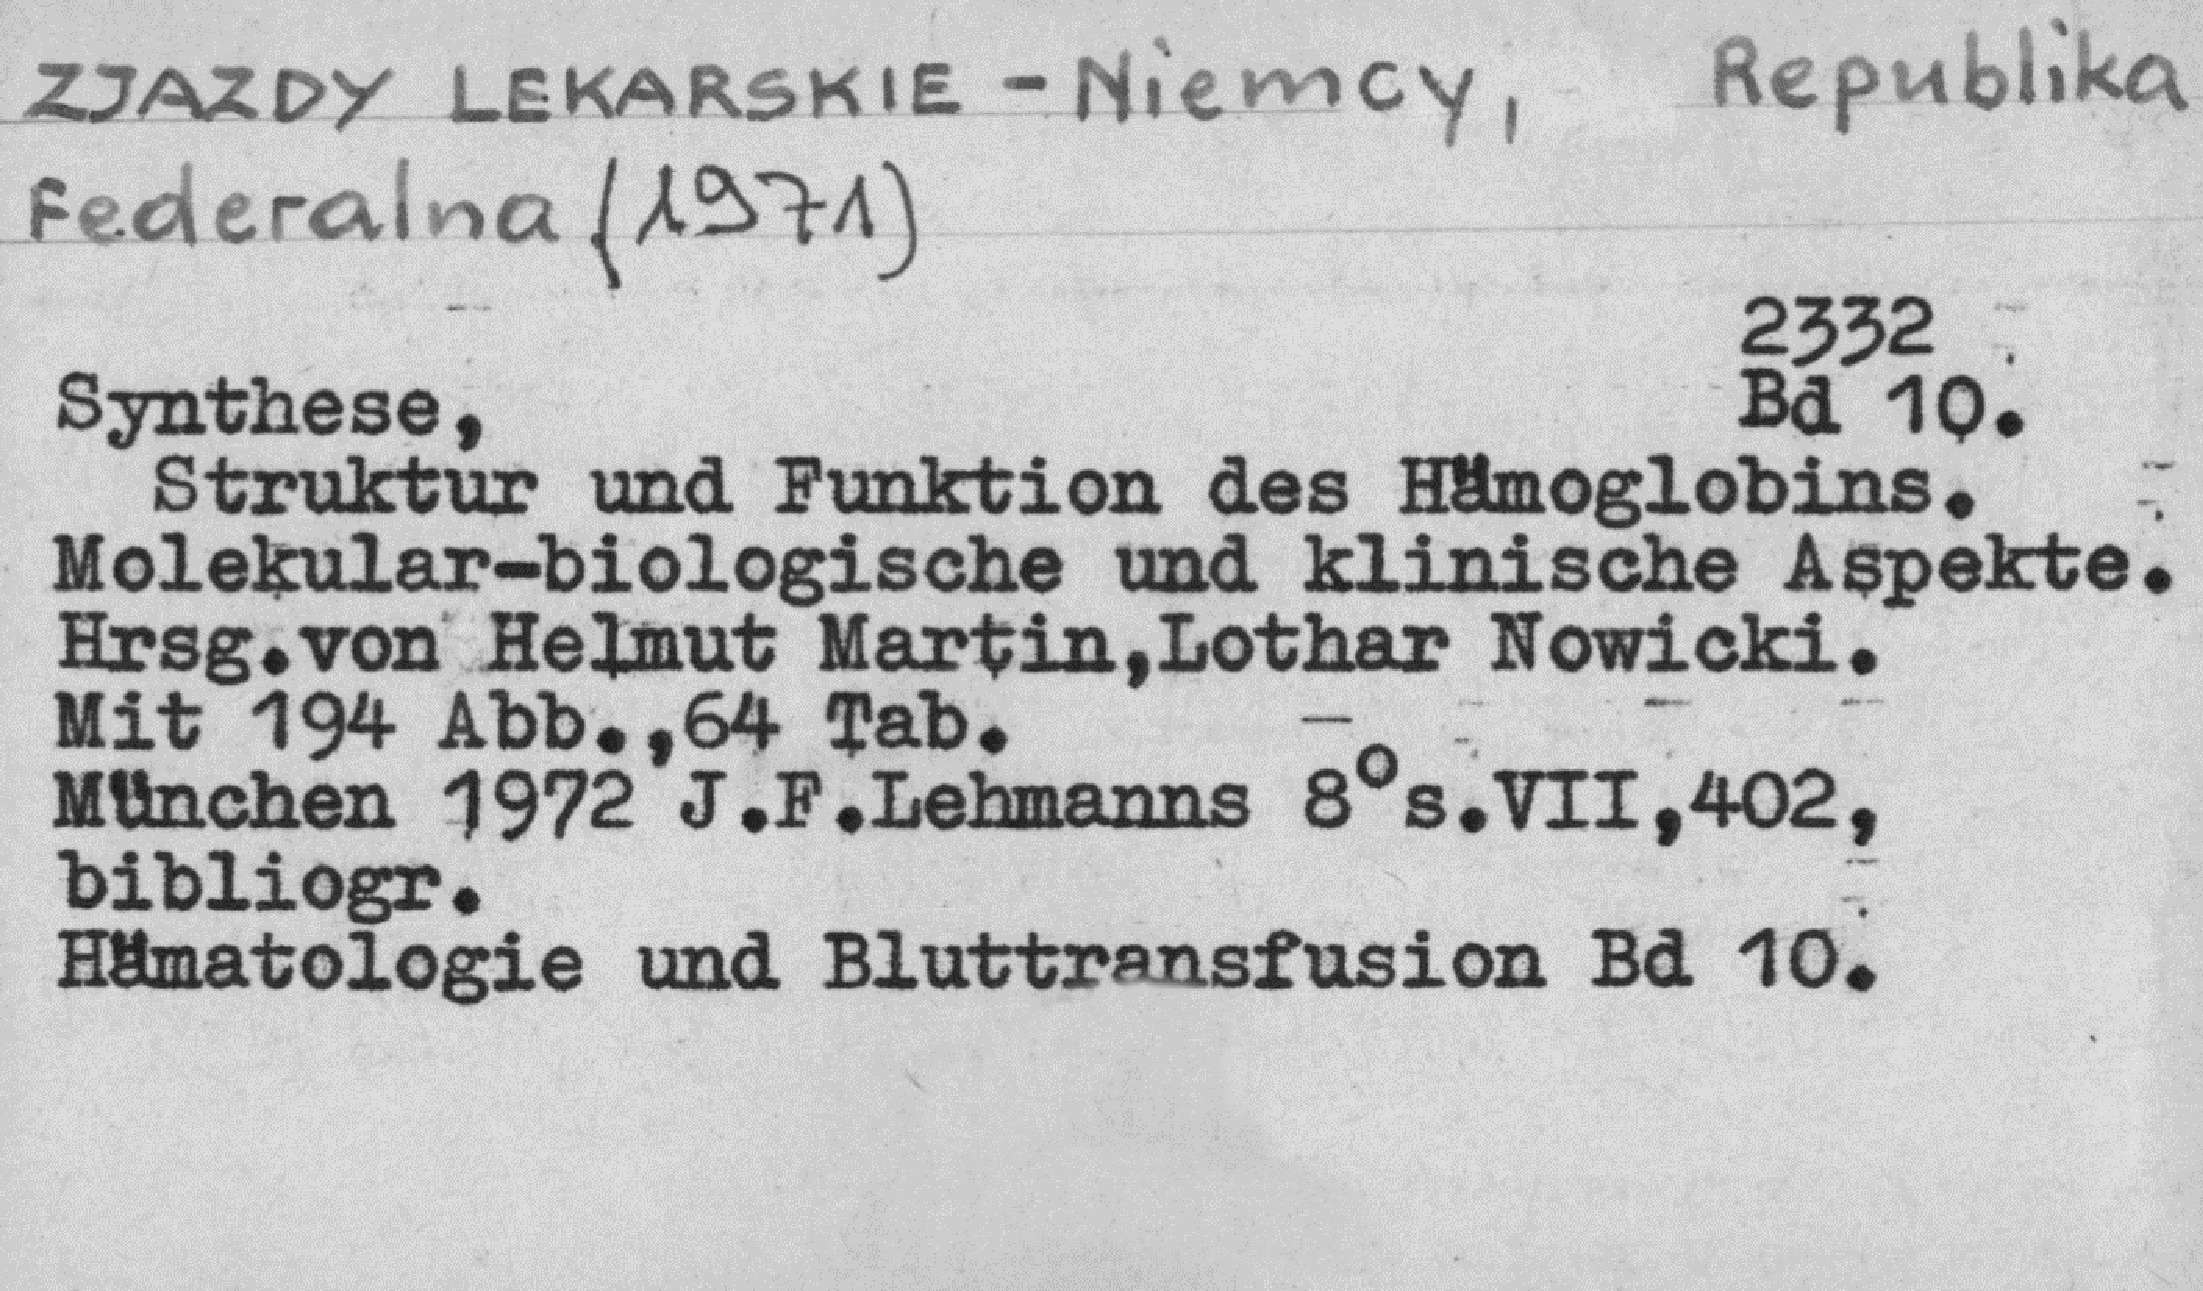 ZJAZDY LEKARSKIE - Niemcy, Republika
Federalna (1971)
2332
Synthese, Bd 10.
Struktur und Funktion des Hämoglobins.
Molekular-biologische und klinische Aspekte.
Hrsg.von Helmut Martin,Lothar Nowicki.
Mit 194 Abb.,64 Tab.
München 1972 J.F.Lehmanns 8°s.VII,402,
bibliogr.
Hämatologie und Bluttransfusion Bd 10.